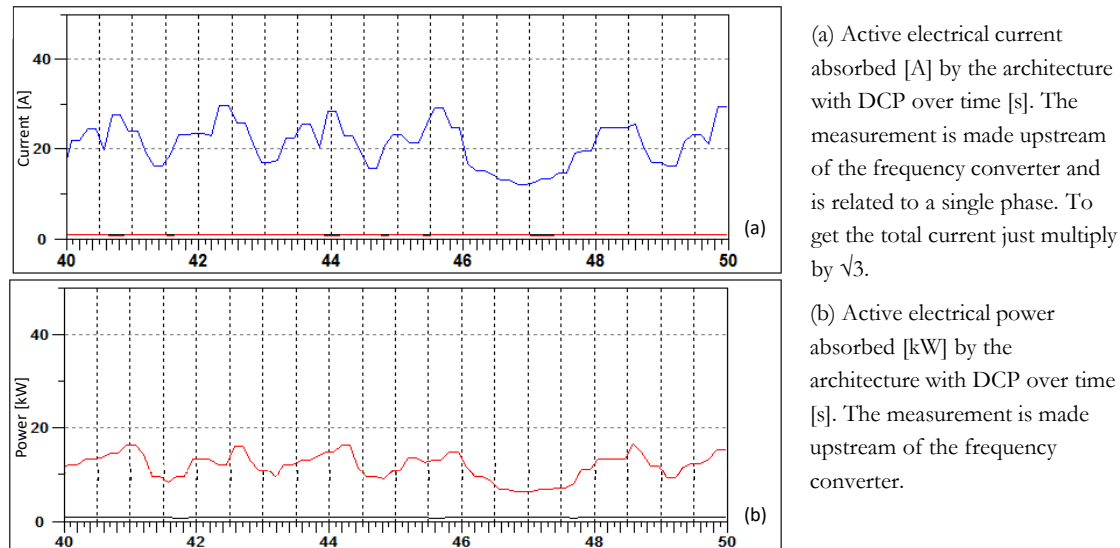 Current [A]
40
20
0
(a)
40
42
44
46
48
50
Power [kW]
40
20
0
(b)
40
42
44
46
48
50
(a) Active electrical current
absorbed [A] by the architecture
with DCP over time [s]. The
measurement is made upstream
of the frequency converter and
is related to a single phase. To
get the total current just multiply
by √3.
(b) Active electrical power
absorbed [kW] by the
architecture with DCP over time
[s]. The measurement is made
upstream of the frequency
converter.